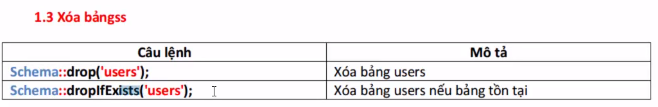 1.3 Xóa bảngss
Câu lệnh Mô tả
Schema::drop('users'); Xóa bảng users
Schema::dropIfExists('users'); Xóa bảng users nếu bảng tồn tại